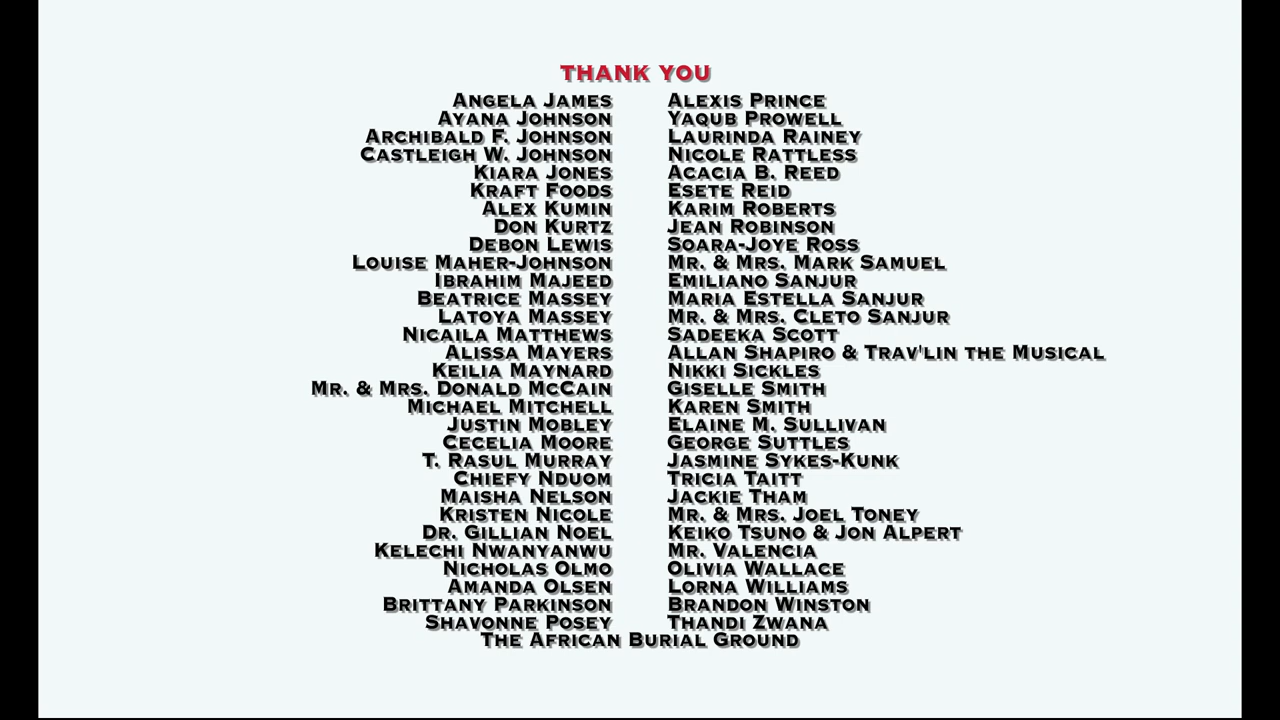 THANK YOU
ANGELA JAMES ALEXIS PRINCE
AYANA JOHNSON YAQUB PROWELL
ARCHIBALD F. JOHNSON LAURINDA RAINEY
CASTLEIGH W. JOHNSON NICOLE RATTLESS
KIARA JONES ACACIA B. REED
KRAFT FOODS ESETE REID
ALEX KUMIN KARIM ROBERTS
DON KURTZ JEAN ROBINSON
DEBON LEWIS SOARA-JOYE ROSS
LOUISE MAHER-JOHNSON MR. & MRS. MARK SAMUEL
IBRAHIM MAJEED EMILIANO SANJUR
BEATRICE MASSEY MARIA ESTELLA SANJUR
LATOYA MASSEY MR. & MRS. CLETO SANJUR
NICAILA MATTHEWS SADEEKA SCOTT
ALISSA MAYERS ALLAN SHAPIRO & TRAV'LIN THE MUSICAL
KEILIA MAYNARD NIKKI SICKLES
MR. & MRS. DONALD MCCAIN GISELLE SMITH
MICHAEL MITCHELL KAREN SMITH
JUSTIN MOBLEY ELAINE M. SULLIVAN
CECELIA MOORE GEORGE SUTTLES
T. RASUL MURRAY JASMINE SYKES-KUNK
CHIEFY NDUOM TRICIA TAITT
MAISHA NELSON JACKIE THAM
KRISTEN NICOLE MR. & MRS. JOEL TONEY
DR. GILLIAN NOEL KEIKO TSUNO & JON ALPERT
KELECHI NWANYANWU MR. VALENCIA
NICHOLAS OLMO OLIVIA WALLACE
AMANDA OLSEN LORNA WILLIAMS
BRITTANY PARKINSON BRANDON WINSTON
SHAVONNE POSEY THANDI ZWANA
THE AFRICAN BURIAL GROUND